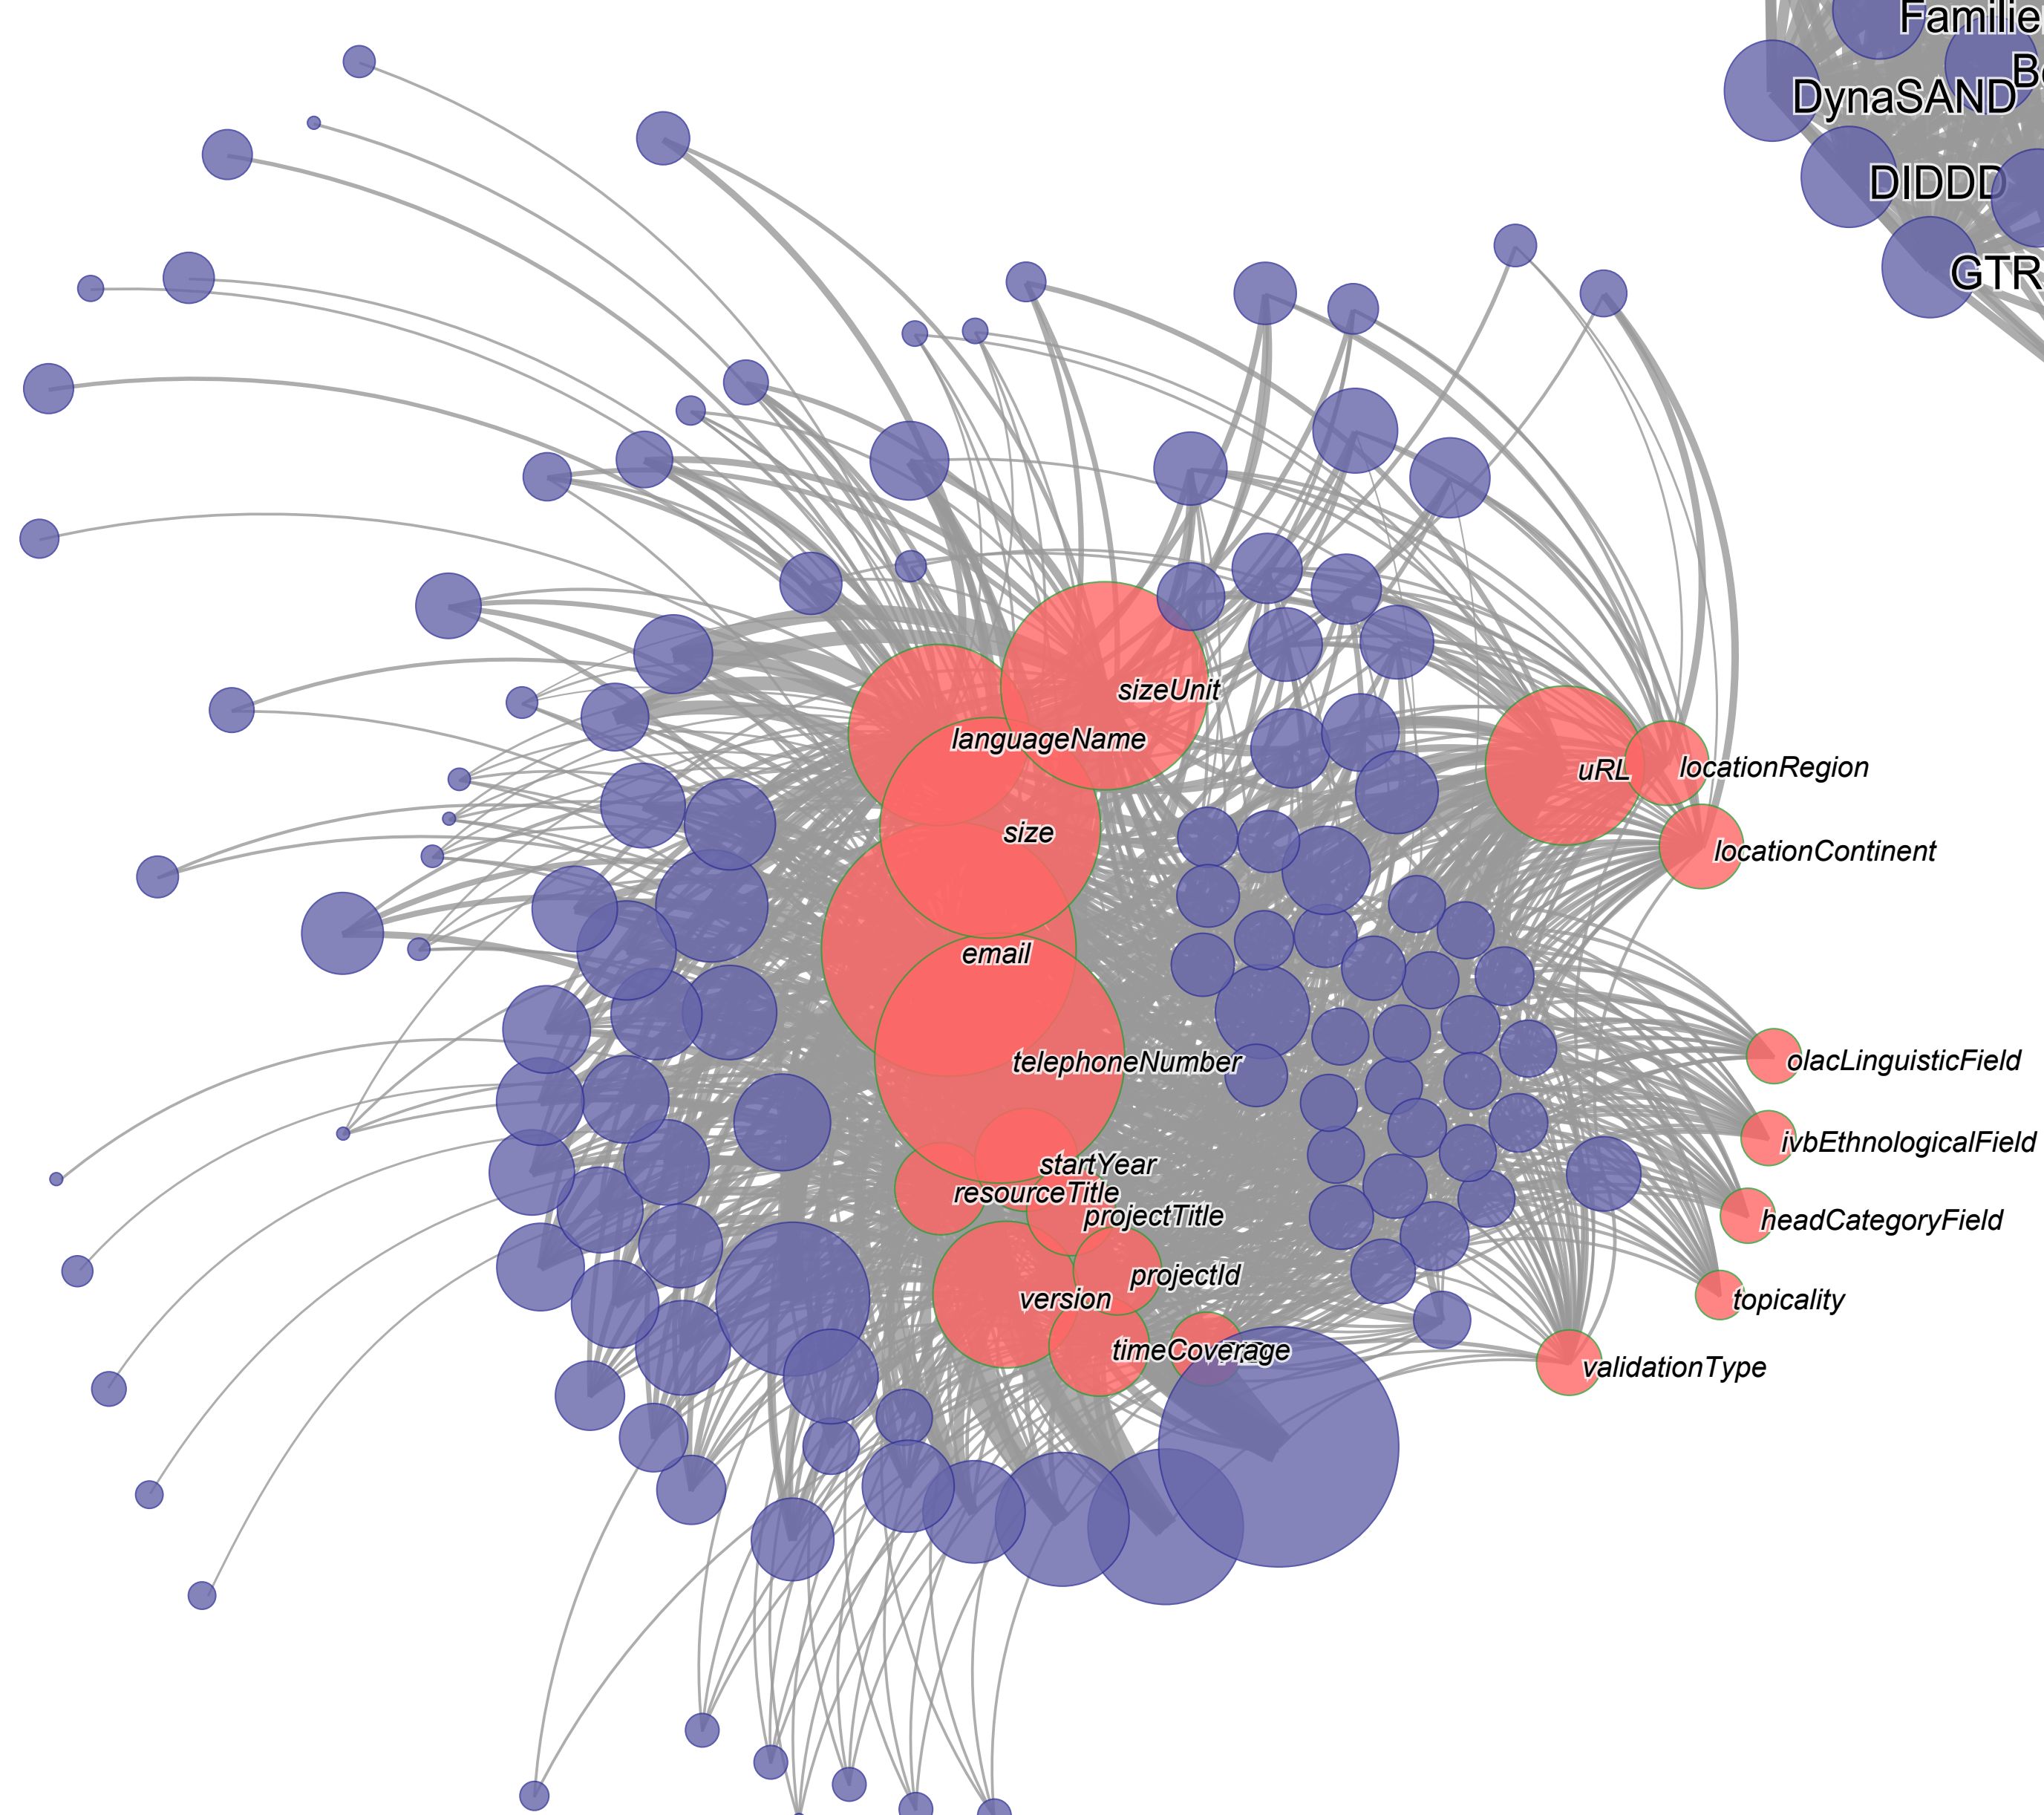 Familie
Be
DynaSAND
DIDDD
GTR
sizeUnit
languageName
uRL
locationRegion
size
locationContinent
email
telephoneNumber
olacLinguisticField
ivbEthnologicalField
startYear
resourceTitle
projectTitle
headCategoryField
projectId
version
topicality
timeCoverage
validationType